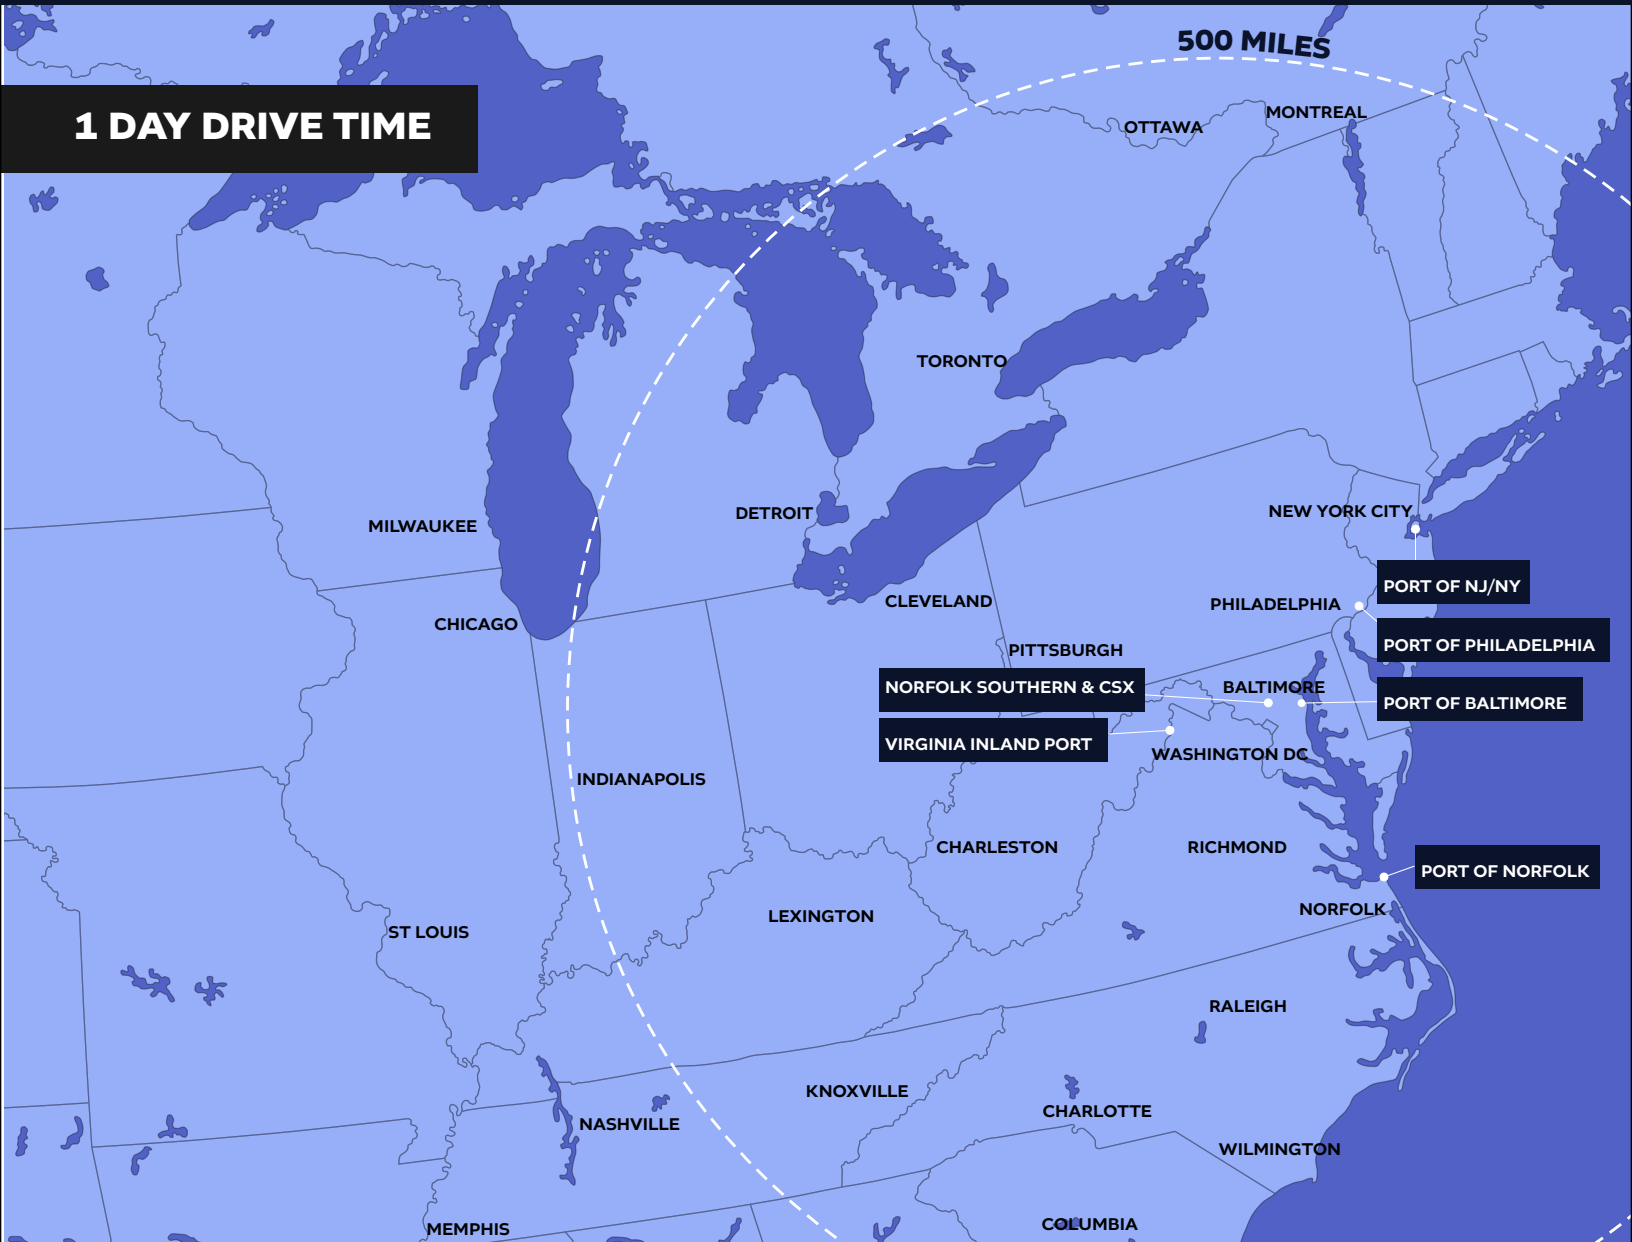 500 MILES
1 DAY DRIVE TIME
OTTAWA
MONTREAL
TORONTO
MILWAUKEE
DETROIT
NEW YORK CITY
PORT OF NJ/NY
CHICAGO
CLEVELAND
PHILADELPHIA
PORT OF PHILADELPHIA
PITTSBURGH
NORFOLK SOUTHERN & CSX
BALTIMORE
PORT OF BALTIMORE
VIRGINIA INLAND PORT
WASHINGTON DC
INDIANAPOLIS
CHARLESTON
RICHMOND
PORT OF NORFOLK
LEXINGTON
NORFOLK
ST LOUIS
RALEIGH
KNOXVILLE
CHARLOTTE
NASHVILLE
WILMINGTON
MEMPHIS
COLUMBIA